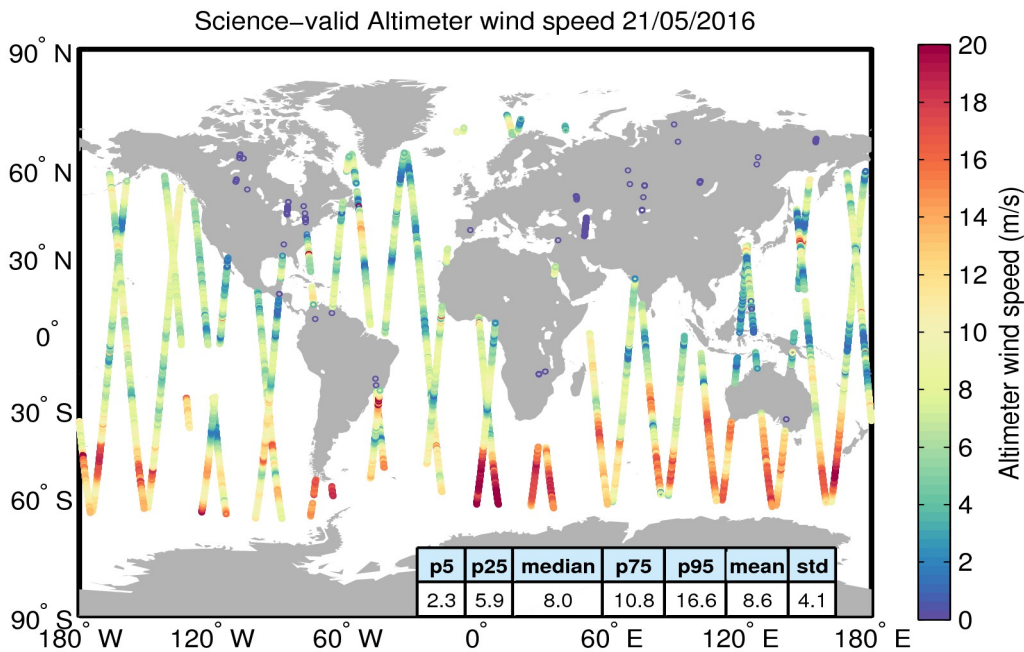 Science−valid Altimeter wind speed 21/05/2016
90° N
60° N
30° N
0°
30° S
60° S
90° S
180° W
120° W
60° W
0°
60° E
120° E
180° E
p5 p25 median p75 p95 mean std
2.3 5.9 8.0 10.8 16.6 8.6 4.1
20
18
16
14
12
10
8
6
4
2
0
Altimeter wind speed (m/s)